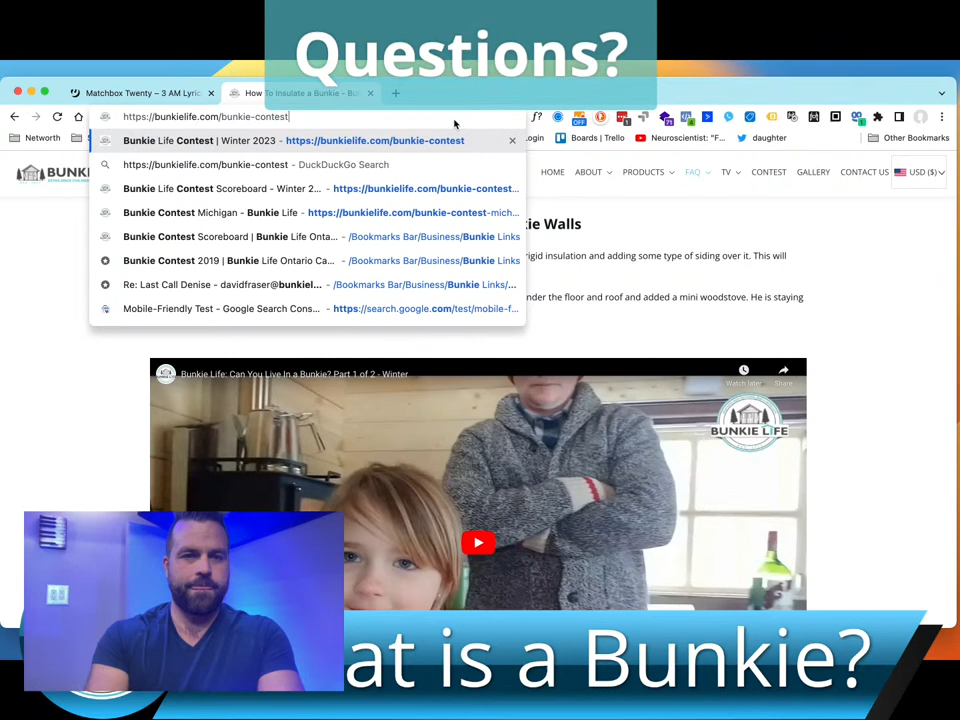 Questions?
Matchbox Twenty – 3 AM Lyric
How To Insulate a Bunkie - Bun
https://bunkielife.com/bunkie-contest
Networth
Login
Boards | Trello
Neuroscientist: "F...
daughter
Other Bookmarks
Bunkie Life Contest | Winter 2023 - https://bunkielife.com/bunkie-contest
https://bunkielife.com/bunkie-contest - DuckDuckGo Search
Bunkie Life Contest Scoreboard - Winter 2... - https://bunkielife.com/bunkie-contest...
Bunkie Contest Michigan - Bunkie Life - https://bunkielife.com/bunkie-contest-mich...
Bunkie Contest Scoreboard | Bunkie Life Onta... - /Bookmarks Bar/Business/Bunkie Links
Bunkie Contest 2019 | Bunkie Life Ontario Ca... - /Bookmarks Bar/Business/Bunkie Links
Re: Last Call Denise - davidfraser@bunkiel... - /Bookmarks Bar/Business/Bunkie Links/...
Mobile-Friendly Test - Google Search Cons... - https://search.google.com/test/mobile-f...
BUNKI
HOME ABOUT PRODUCTS FAQ TV CONTEST GALLERY CONTACT US USD ($)
kie Walls
rigid insulation and adding some type of siding over it. This will
nder the floor and roof and added a mini woodstove. He is staying
Bunkie Life: Can You Live In a Bunkie? Part 1 of 2 - Winter
Watch later
Share
BUNKIE LIFE
at is a Bunkie?